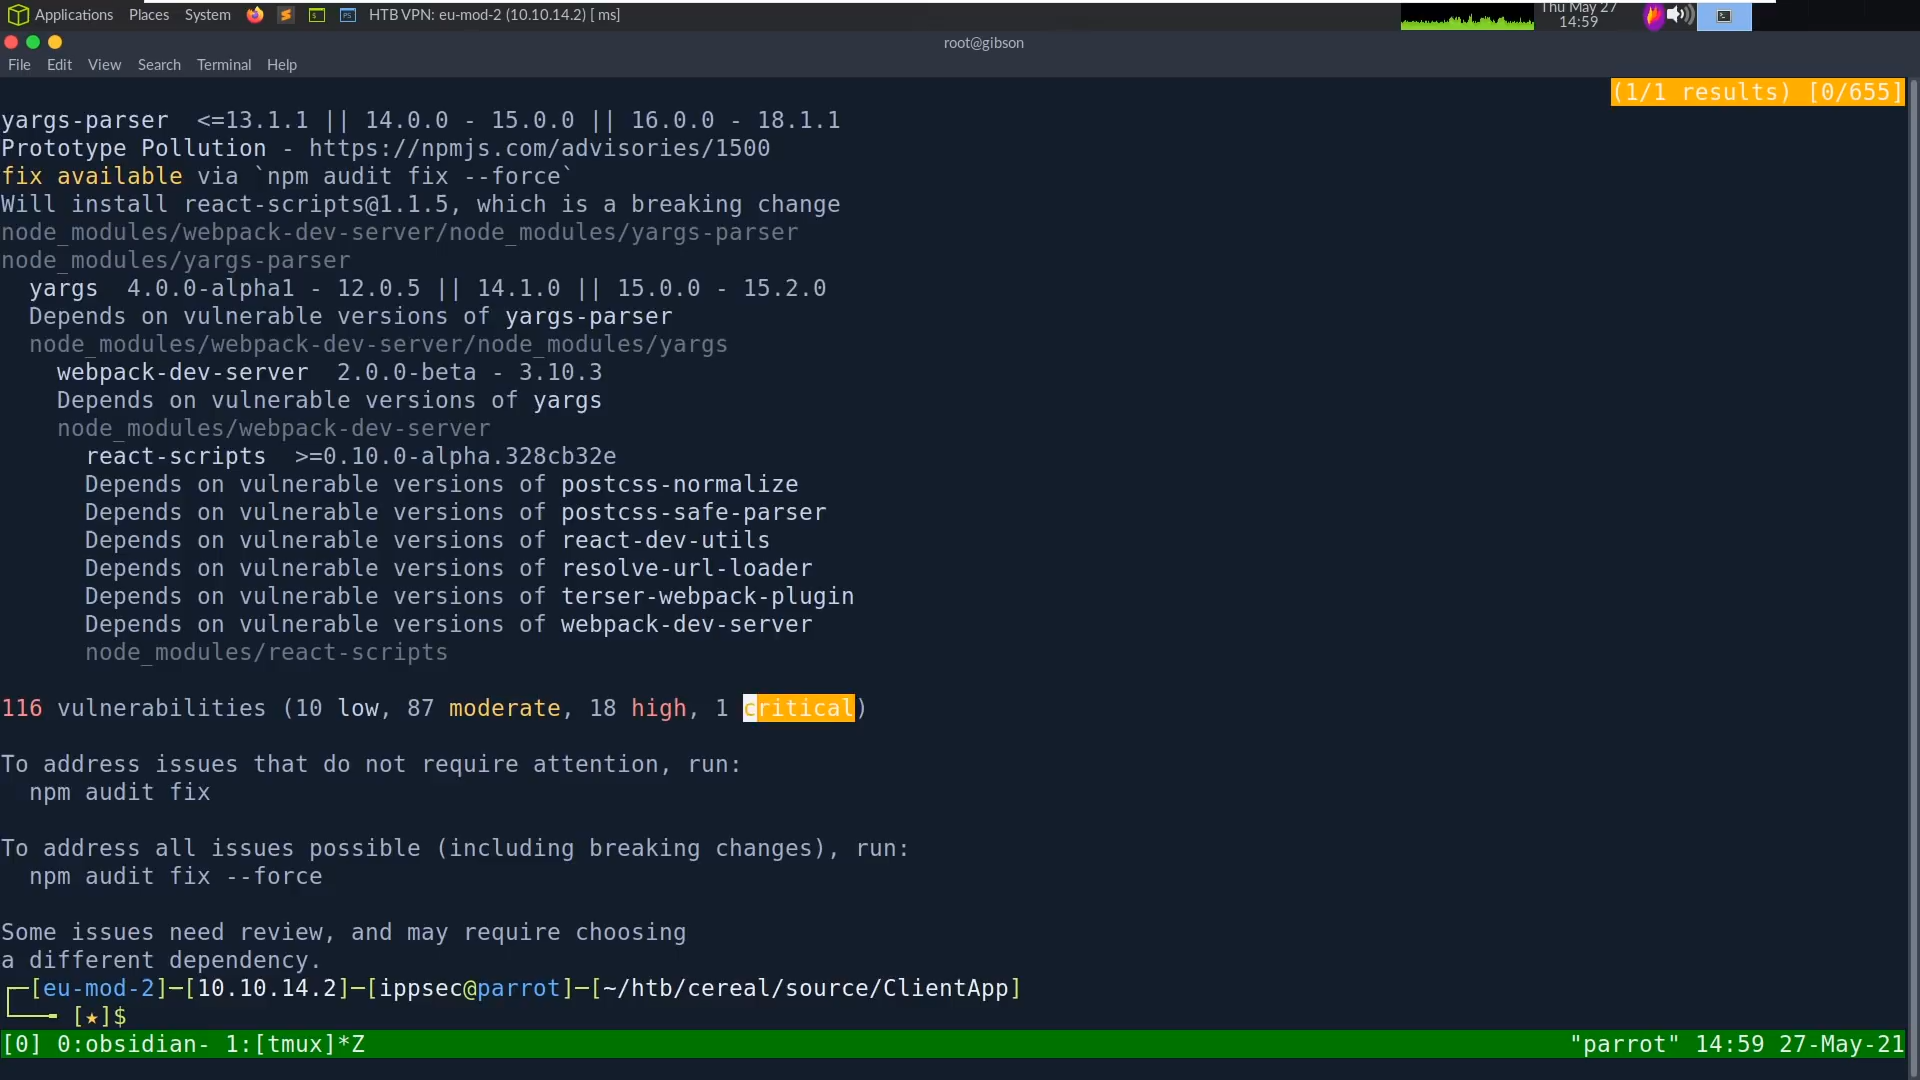 Applications Places System HTB VPN: eu-mod-2 (10.10.14.2) [ ms] Thu May 27
14:59
root@gibson
File Edit View Search Terminal Help
(1/1 results) [0/655]
yargs-parser  <=13.1.1 || 14.0.0 - 15.0.0 || 16.0.0 - 18.1.1
Prototype Pollution - https://npmjs.com/advisories/1500
fix available via `npm audit fix --force`
Will install react-scripts@1.1.5, which is a breaking change
node_modules/webpack-dev-server/node_modules/yargs-parser
node_modules/yargs-parser
  yargs  4.0.0-alpha1 - 12.0.5 || 14.1.0 || 15.0.0 - 15.2.0
  Depends on vulnerable versions of yargs-parser
  node_modules/webpack-dev-server/node_modules/yargs
    webpack-dev-server  2.0.0-beta - 3.10.3
    Depends on vulnerable versions of yargs
    node_modules/webpack-dev-server
      react-scripts  >=0.10.0-alpha.328cb32e
      Depends on vulnerable versions of postcss-normalize
      Depends on vulnerable versions of postcss-safe-parser
      Depends on vulnerable versions of react-dev-utils
      Depends on vulnerable versions of resolve-url-loader
      Depends on vulnerable versions of terser-webpack-plugin
      Depends on vulnerable versions of webpack-dev-server
      node_modules/react-scripts
116 vulnerabilities (10 low, 87 moderate, 18 high, 1 critical)
To address issues that do not require attention, run:
  npm audit fix
To address all issues possible (including breaking changes), run:
  npm audit fix --force
Some issues need review, and may require choosing
a different dependency.
┌─[eu-mod-2]─[10.10.14.2]─[ippsec@parrot]─[~/htb/cereal/source/ClientApp]
└──╼ [★]$
[0] 0:obsidian- 1:[tmux]*Z "parrot" 14:59 27-May-21